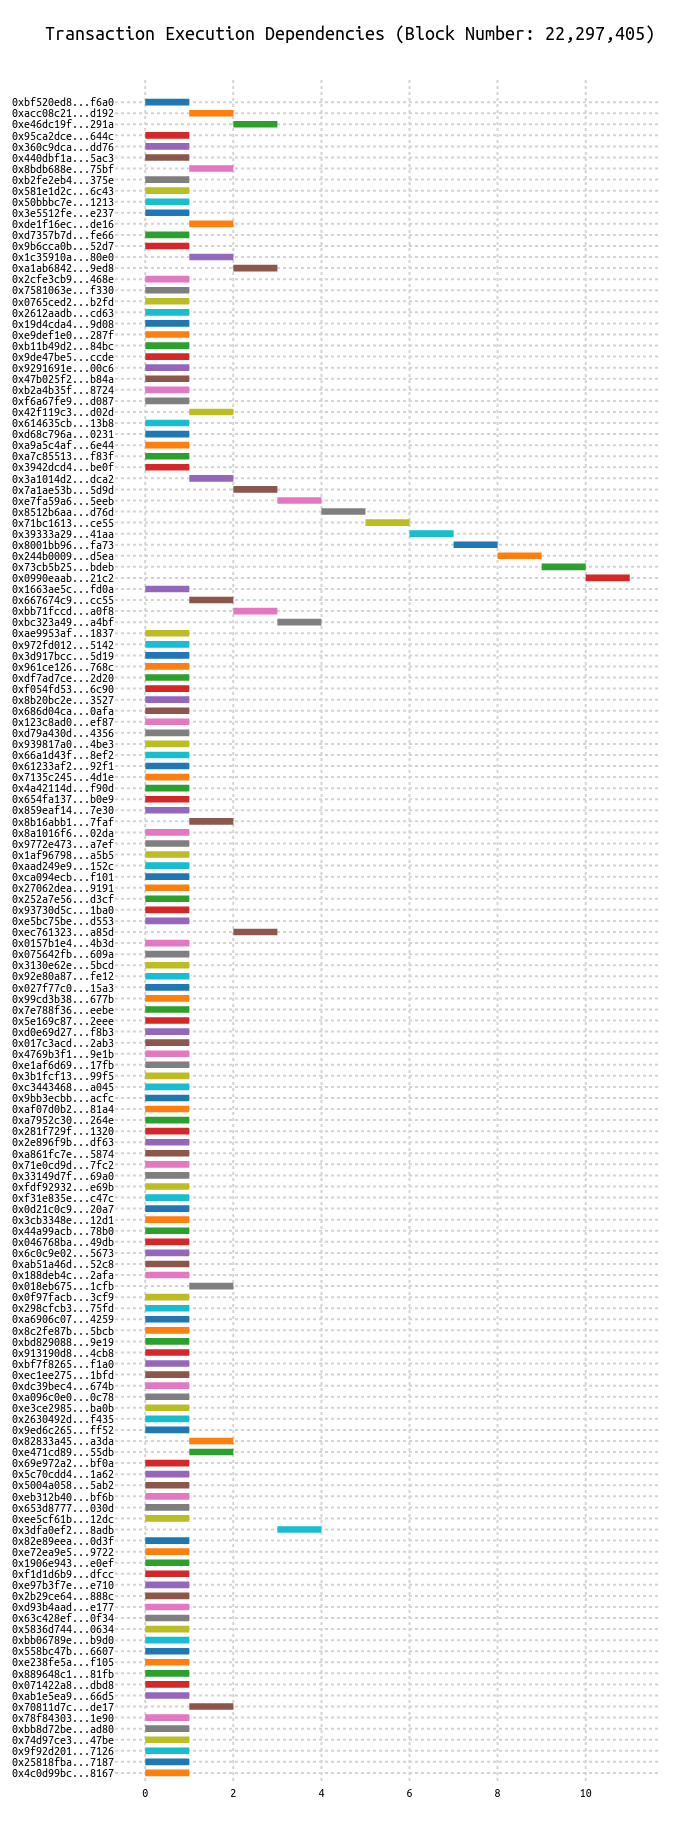 Transaction Execution Dependencies (Block Number: 22,297,405)
0xbf520ed8...f6a0
0xacc08c21...d192
0xe46dc19f...291a
0x95ca2dce...644c
0x360c9dca...dd76
0x440dbf1a...5ac3
0x8bdb688e...75bf
0xb2fe2eb4...375e
0x581e1d2c...6c43
0x50bbbc7e...1213
0x3e5512fe...e237
0xde1f16ec...de16
0xd7357b7d...fe66
0x9b6cca0b...52d7
0x1c35910a...80e0
0xa1ab6842...9ed8
0x2cfe3cb9...468e
0x7581063e...f330
0x0765ced2...b2fd
0x2612aadb...cd63
0x19d4cda4...9d08
0xe9def1e0...287f
0xb11b49d2...84bc
0x9de47be5...ccde
0x9291691e...00c6
0x47b025f2...b84a
0xb2a4b35f...8724
0xf6a67fe9...d087
0x42f119c3...d02d
0x614635cb...13b8
0xd68c796a...0231
0xa9a5c4af...6e44
0xa7c85513...f83f
0x3942dcd4...be0f
0x3a1014d2...dca2
0x7a1ae53b...5d9d
0xe7fa59a6...5eeb
0x8512b6aa...d76d
0x71bc1613...ce55
0x39333a29...41aa
0x8001bb96...fa73
0x244b0009...d5ea
0x73cb5b25...bdeb
0x0990eaab...21c2
0x1663ae5c...fd0a
0x667674c9...cc55
0xbb71fccd...a0f8
0xbc323a49...a4bf
0xae9953af...1837
0x972fd012...5142
0x3d917bcc...5d19
0x961ce126...768c
0xdf7ad7ce...2d20
0xf054fd53...6c90
0x8b20bc2e...3527
0x686d04ca...0afa
0x123c8ad0...ef87
0xd79a430d...4356
0x939817a0...4be3
0x66a1d43f...8ef2
0x61233af2...92f1
0x7135c245...4d1e
0x4a42114d...f90d
0x654fa137...b0e9
0x859eaf14...7e30
0x8b16abb1...7faf
0x8a1016f6...02da
0x9772e473...a7ef
0x1af96798...a5b5
0xaad249e9...152c
0xca094ecb...f101
0x27062dea...9191
0x252a7e56...d3cf
0x93730d5c...1ba0
0xe5bc75be...d553
0xec761323...a85d
0x0157b1e4...4b3d
0x075642fb...609a
0x3130e62e...5bcd
0x92e80a87...fe12
0x027f77c0...15a3
0x99cd3b38...677b
0x7e788f36...eebe
0x5e169c87...2eee
0xd0e69d27...f8b3
0x017c3acd...2ab3
0x4769b3f1...9e1b
0xe1af6d69...17fb
0x3b1fcf13...99f5
0xc3443468...a045
0x9bb3ecbb...acfc
0xaf07d0b2...81a4
0xa7952c30...264e
0x281f729f...1320
0x2e896f9b...df63
0xa861fc7e...5874
0x71e0cd9d...7fc2
0x33149d7f...69a0
0xfdf92932...e69b
0xf31e835e...c47c
0x0d21c0c9...20a7
0x3cb3348e...12d1
0x44a99acb...78b0
0x046768ba...49db
0x6c0c9e02...5673
0xab51a46d...52c8
0x188deb4c...2afa
0x018eb675...1cfb
0x0f97facb...3cf9
0x298cfcb3...75fd
0xa6906c07...4259
0x8c2fe87b...5bcb
0xbd829088...9e19
0x913190d8...4cb8
0xbf7f8265...f1a0
0xec1ee275...1bfd
0xdc39bec4...674b
0xa096c0e0...0c78
0xe3ce2985...ba0b
0x2630492d...f435
0x9ed6c265...ff52
0x82833a45...a3da
0xe471cd89...55db
0x69e972a2...bf0a
0x5c70cdd4...1a62
0x5004a058...5ab2
0xeb312b40...bf6b
0x653d8777...030d
0xee5cf61b...12dc
0x3dfa0ef2...8adb
0x82e89eea...0d3f
0xe72ea9e5...9722
0x1906e943...e0ef
0xf1d1d6b9...dfcc
0xe97b3f7e...e710
0x2b29ce64...888c
0xd93b4aad...e177
0x63c428ef...0f34
0x5836d744...0634
0xbb06789e...b9d0
0x558bc47b...6607
0xe238fe5a...f105
0x889648c1...81fb
0x071422a8...dbd8
0xab1e5ea9...66d5
0x70811d7c...de17
0x78f84303...1e90
0xbb8d72be...ad80
0x74d97ce3...47be
0x9f92d201...7126
0x25818fba...7187
0x4c0d99bc...8167
0 2 4 6 8 10